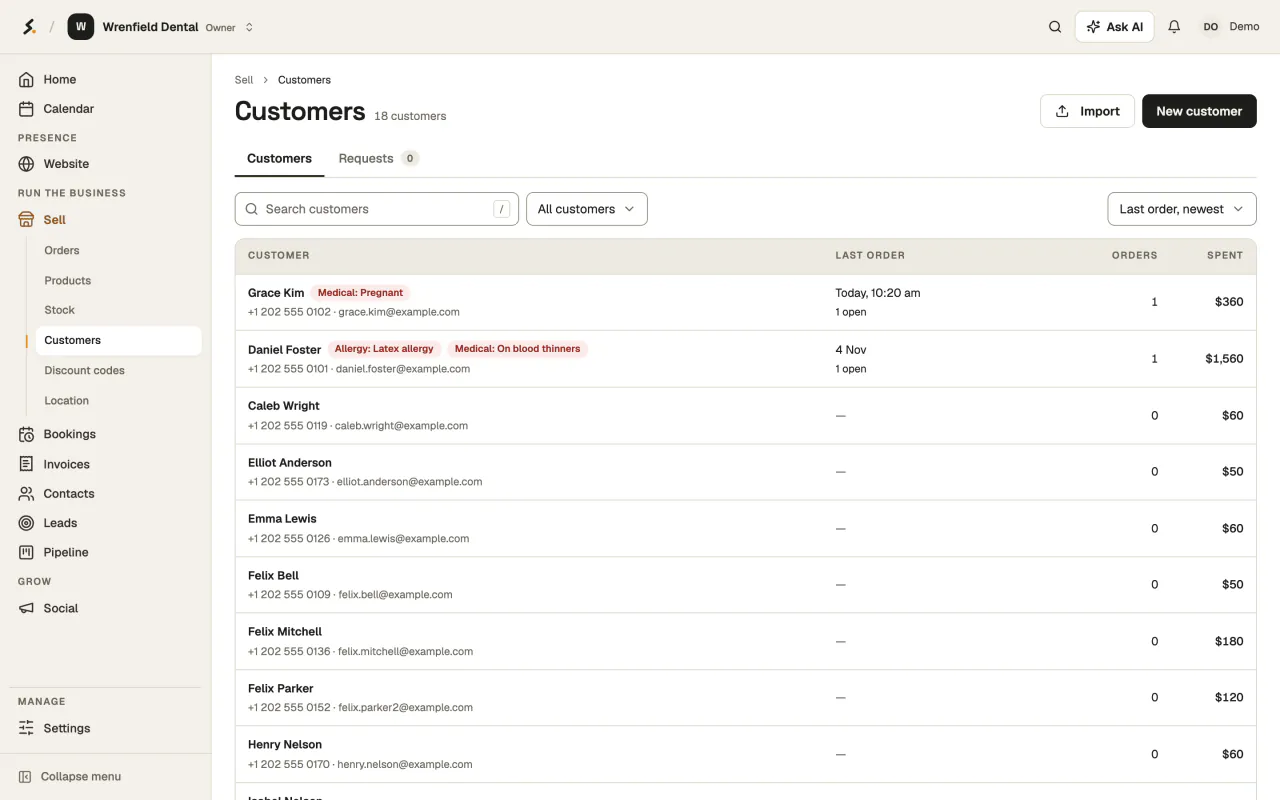 / W Wrenfield Dental Owner
Ask AI DO Demo
Home
Calendar
PRESENCE
Website
RUN THE BUSINESS
Sell
Orders
Products
Stock
Customers
Discount codes
Location
Bookings
Invoices
Contacts
Leads
Pipeline
GROW
Social
MANAGE
Settings
Collapse menu
Sell > Customers
Customers 18 customers
Import New customer
Customers Requests 0
Search customers / All customers Last order, newest
CUSTOMER LAST ORDER ORDERS SPENT
Grace Kim Medical: Pregnant Today, 10:20 am 1 $360
+1 202 555 0102 · grace.kim@example.com 1 open
Daniel Foster Allergy: Latex allergy Medical: On blood thinners 4 Nov 1 $1,560
+1 202 555 0101 · daniel.foster@example.com 1 open
Caleb Wright — 0 $60
+1 202 555 0119 · caleb.wright@example.com
Elliot Anderson — 0 $50
+1 202 555 0173 · elliot.anderson@example.com
Emma Lewis — 0 $60
+1 202 555 0126 · emma.lewis@example.com
Felix Bell — 0 $50
+1 202 555 0109 · felix.bell@example.com
Felix Mitchell — 0 $180
+1 202 555 0136 · felix.mitchell@example.com
Felix Parker — 0 $120
+1 202 555 0152 · felix.parker2@example.com
Henry Nelson — 0 $60
+1 202 555 0170 · henry.nelson@example.com